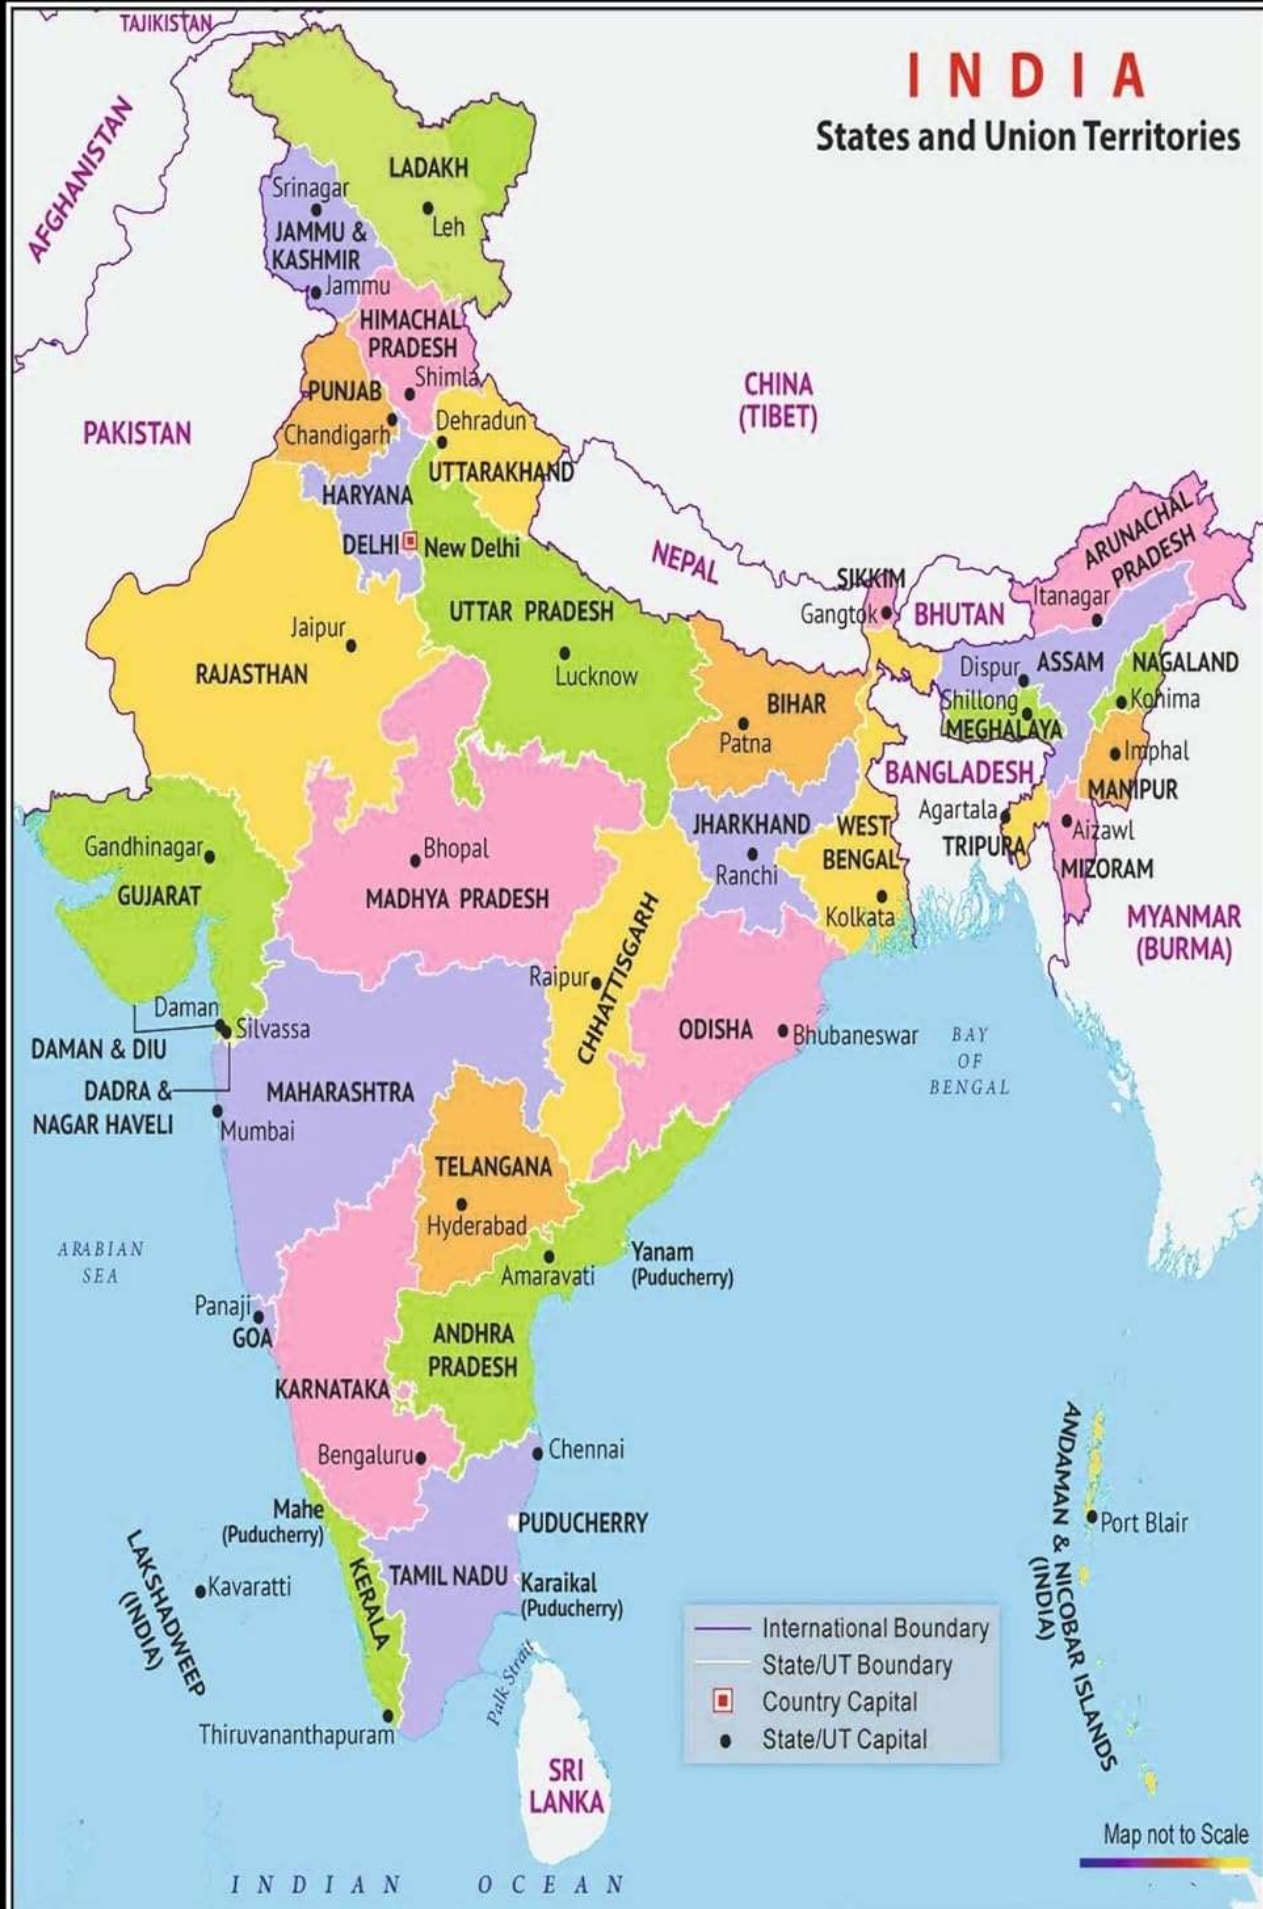 TAJIKISTAN
INDIA
States and Union Territories
AFGHANISTAN
LADAKH
Leh
Srinagar
JAMMU &
KASHMIR
Jammu
HIMACHAL
PRADESH
Shimla
PUNJAB
Chandigarh
Dehradun
UTTARAKHAND
CHINA
(TIBET)
PAKISTAN
HARYANA
DELHI
New Delhi
NEPAL
SIKKIM
Gangtok
BHUTAN
ARUNACHAL
PRADESH
Itanagar
UTTAR PRADESH
Lucknow
Jaipur
RAJASTHAN
BIHAR
Patna
Dispur
ASSAM
NAGALAND
Kohima
Shillong
MEGHALAYA
Imphal
MANIPUR
BANGLADESH
Agartala
TRIPURA
Aizawl
MIZORAM
JHARKHAND
Ranchi
WEST
BENGAL
Kolkata
Gandhinagar
GUJARAT
Bhopal
MADHYA PRADESH
CHHATTISGARH
Raipur
MYANMAR
(BURMA)
Daman
Silvassa
DAMAN & DIU
DADRA &
NAGAR HAVELI
ODISHA
Bhubaneswar
BAY
OF
BENGAL
MAHARASHTRA
Mumbai
TELANGANA
Hyderabad
ARABIAN
SEA
Amaravati
Yanam
(Puducherry)
Panaji
GOA
ANDHRA
PRADESH
KARNATAKA
Bengaluru
Chennai
Mahe
(Puducherry)
PUDUCHERRY
LAKSHADWEEP
(INDIA)
Kavaratti
KERALA
TAMIL NADU
Karaikal
(Puducherry)
Thiruvananthapuram
Palk Strait
SRI
LANKA
ANDAMAN & NICOBAR ISLANDS
(INDIA)
Port Blair
International Boundary
State/UT Boundary
Country Capital
State/UT Capital
Map not to Scale
INDIAN OCEAN